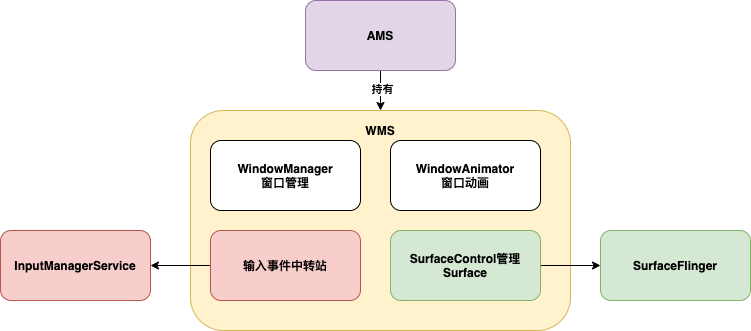 AMS
持有
WMS
WindowManager
窗口管理
WindowAnimator
窗口动画
InputManagerService
输入事件中转站
SurfaceControl管理
Surface
SurfaceFlinger